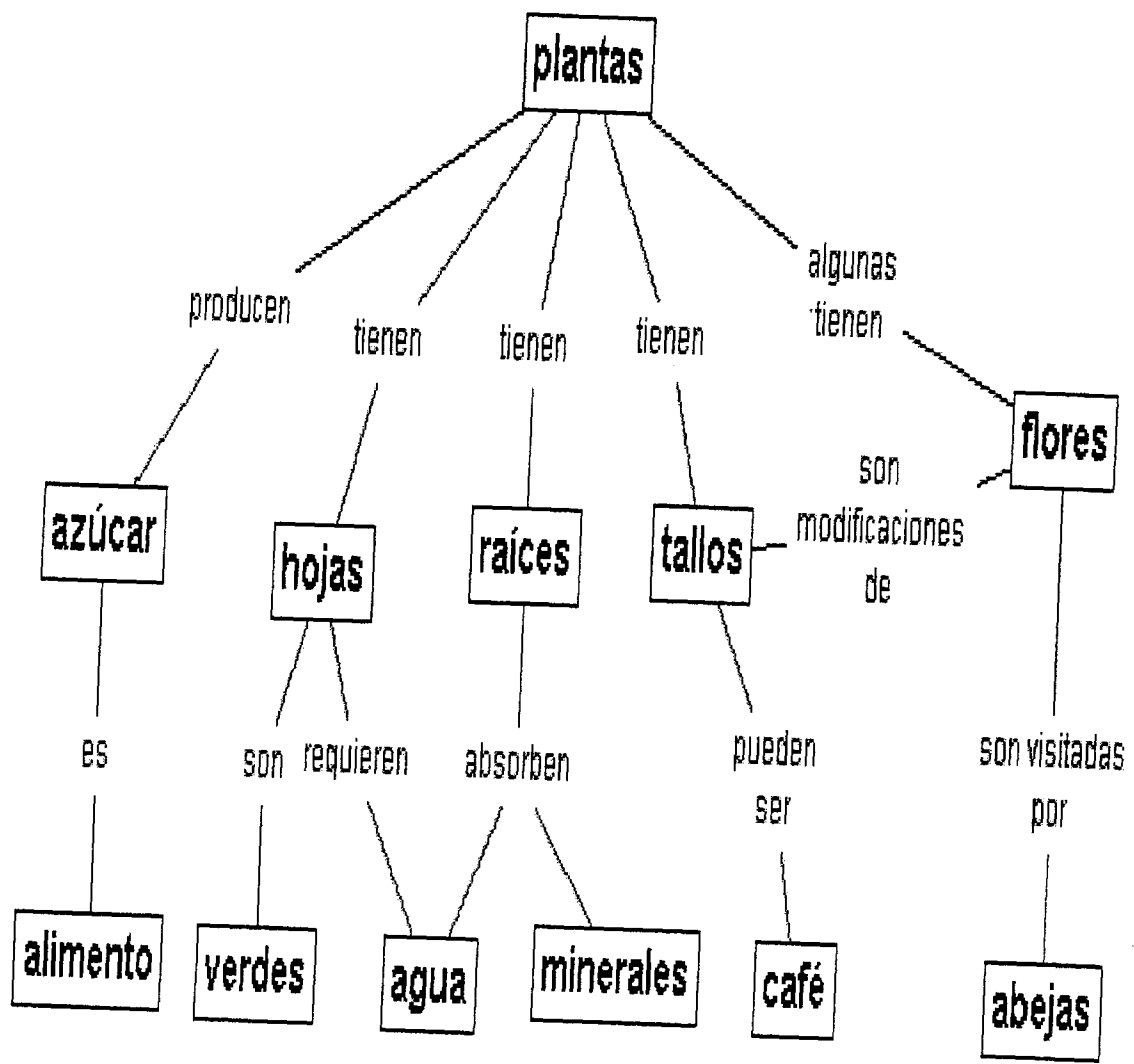 plantas
producen
tienen
tienen
tienen
algunas
tienen
azúcar
hojas
raíces
tallos
son
modificaciones
de
flores
es
son
requieren
absorben
pueden
ser
son visitadas
por
alimento
verdes
agua
minerales
café
abejas